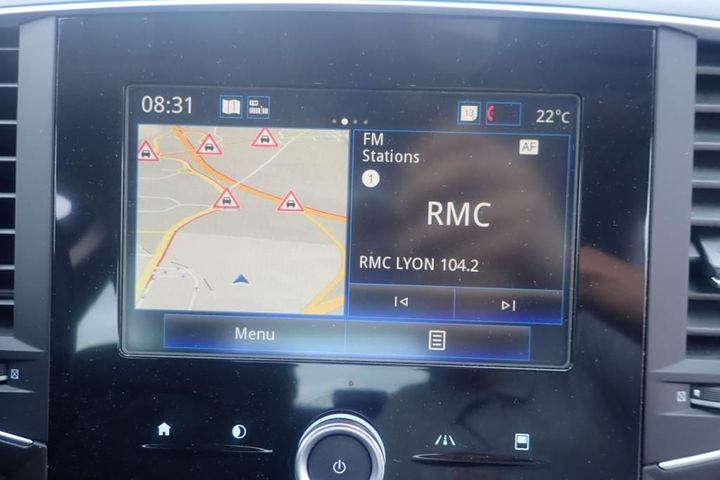 08:31
13
22°C
FM
Stations
AF
1
RMC
RMC LYON 104.2
Menu